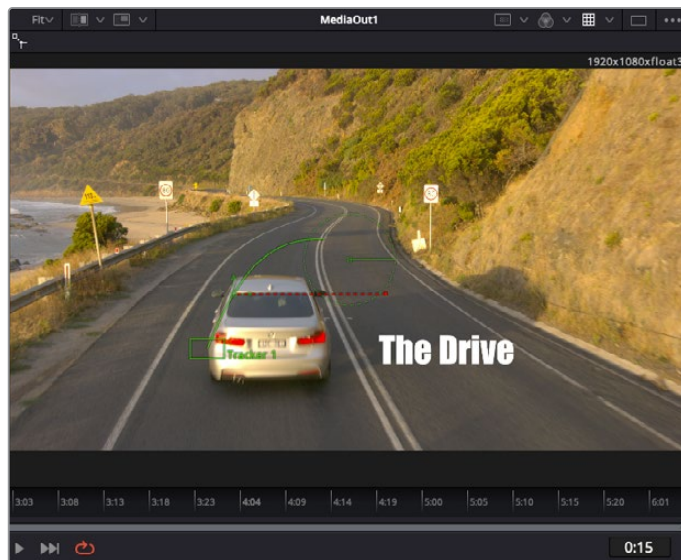 Fit
MediaOut1
1920x1080xfloat3
Tracker 1
The Drive
3:03 3:08 3:13 3:18 3:23 4:04 4:09 4:14 4:19 5:00 5:05 5:10 5:15 5:20 6:01
0:15